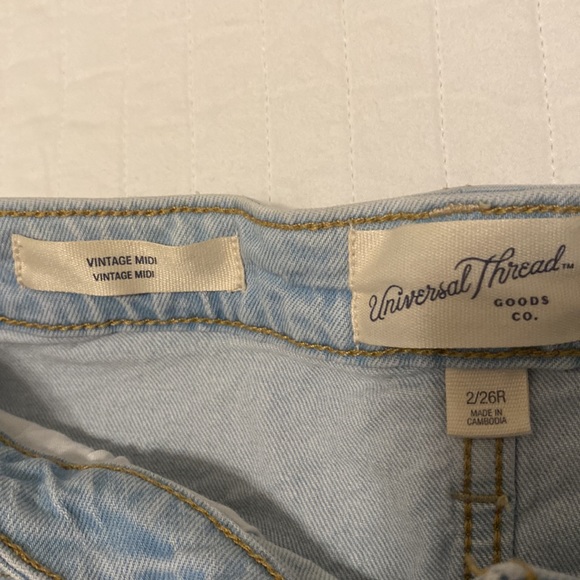 VINTAGE MIDI
VINTAGE MIDI
Universal Thread™
GOODS
CO.
2/26R
MADE IN
CAMBODIA